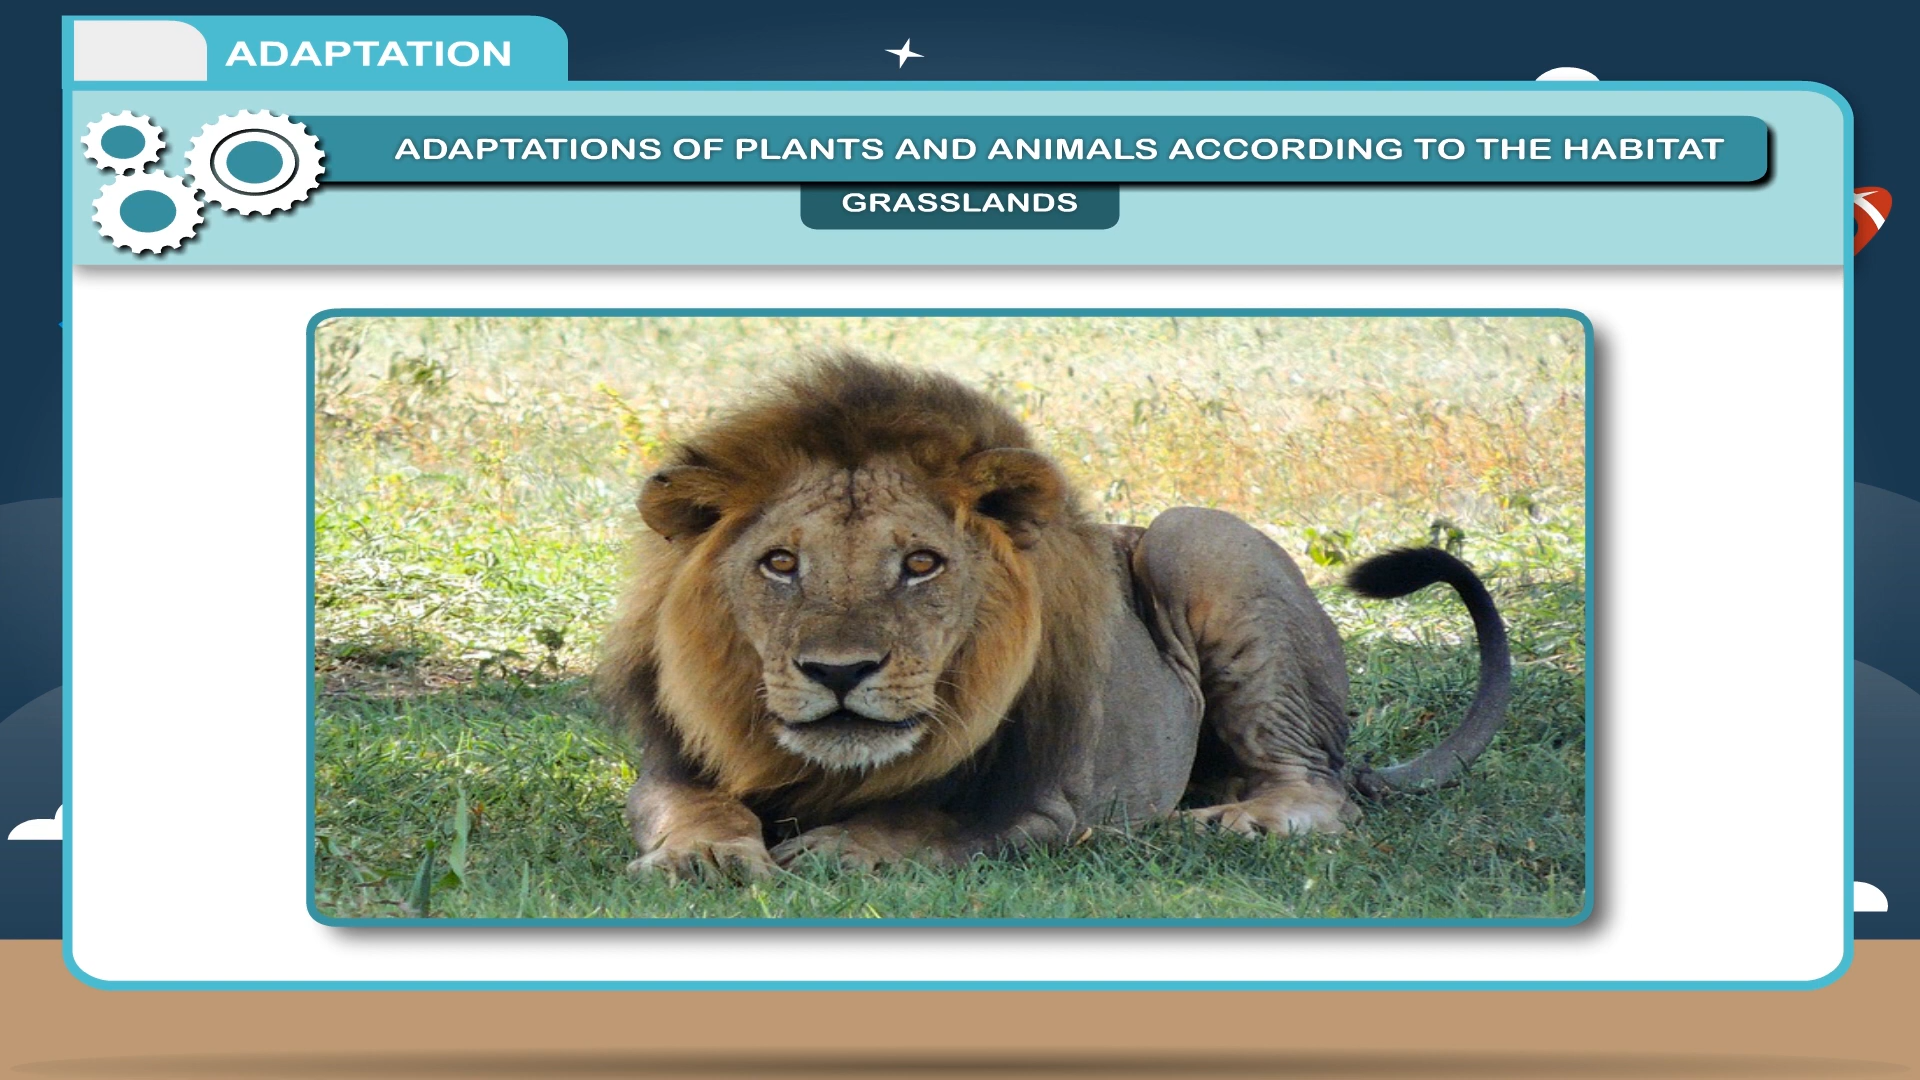 ADAPTATION
ADAPTATIONS OF PLANTS AND ANIMALS ACCORDING TO THE HABITAT
GRASSLANDS